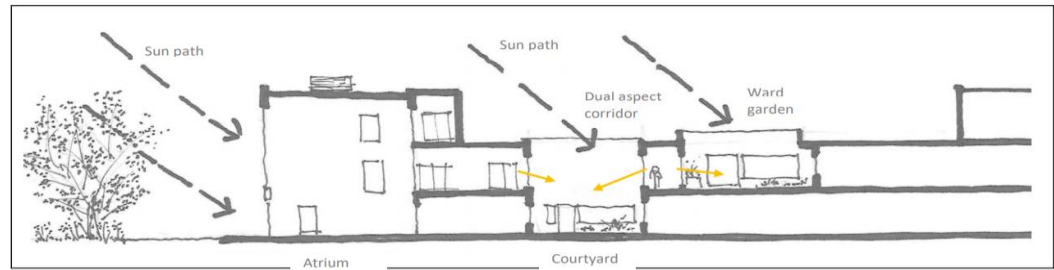 Sun path
Sun path
Dual aspect
corridor
Ward
garden
Atrium
Courtyard